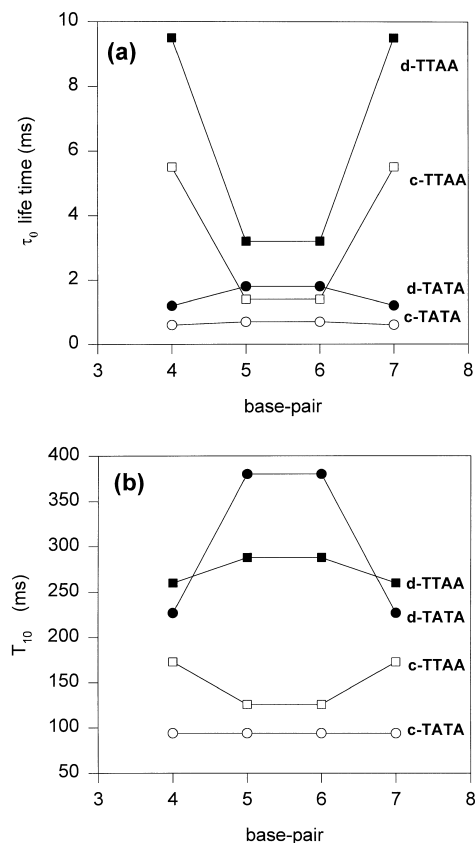 10
(a)
d-TTAA
8
τ0 life time (ms)
6
c-TTAA
4
2
d-TATA
c-TATA
0
3 4 5 6 7 8
base-pair
400
(b)
350
300
d-TTAA
250
d-TATA
T10 (ms)
200
c-TTAA
150
100
c-TATA
50
3 4 5 6 7 8
base-pair